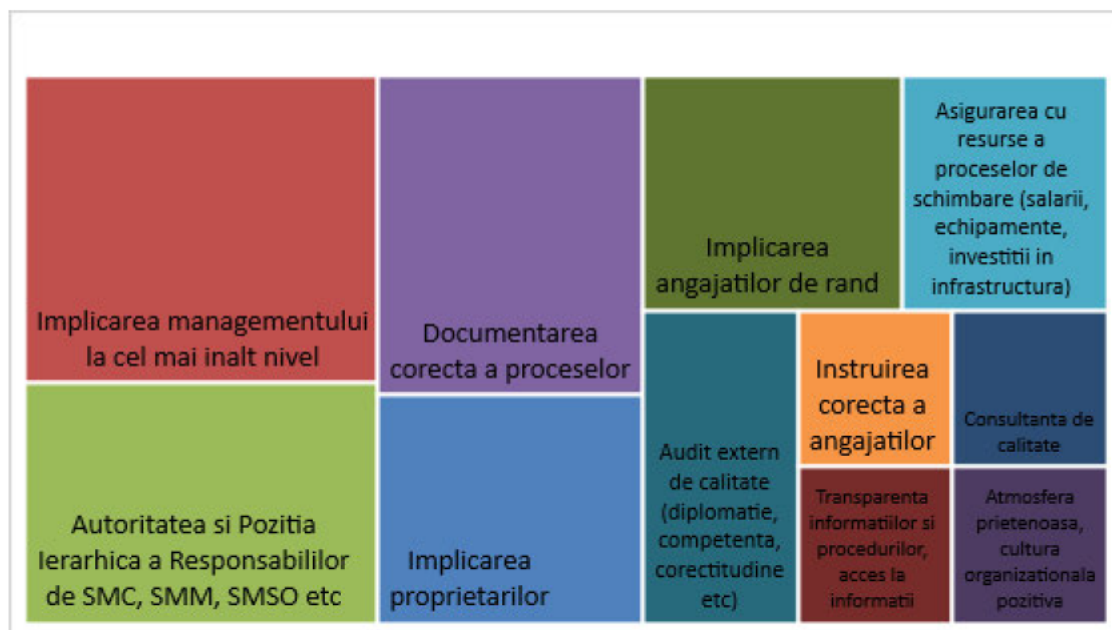 Implicarea managementului
la cel mai inalt nivel
Autoritatea si Pozitia
Ierarhica a Responsabililor
de SMC, SMM, SMSO etc
Documentarea
corecta a proceselor
Implicarea
proprietarilor
Implicarea
angajatilor de rand
Asigurarea cu
resurse a
proceselor de
schimbare (salarii,
echipamente,
investitii in
infrastructura)
Audit extern
de calitate
(diplomatie,
competenta,
corectitudine
etc)
Instruirea
corecta a
angajatilor
Consultanta de
calitate
Transparenta
informatiilor si
procedurilor,
acces la
informatii
Atmosfera
prietenoasa,
cultura
organizationala
pozitiva